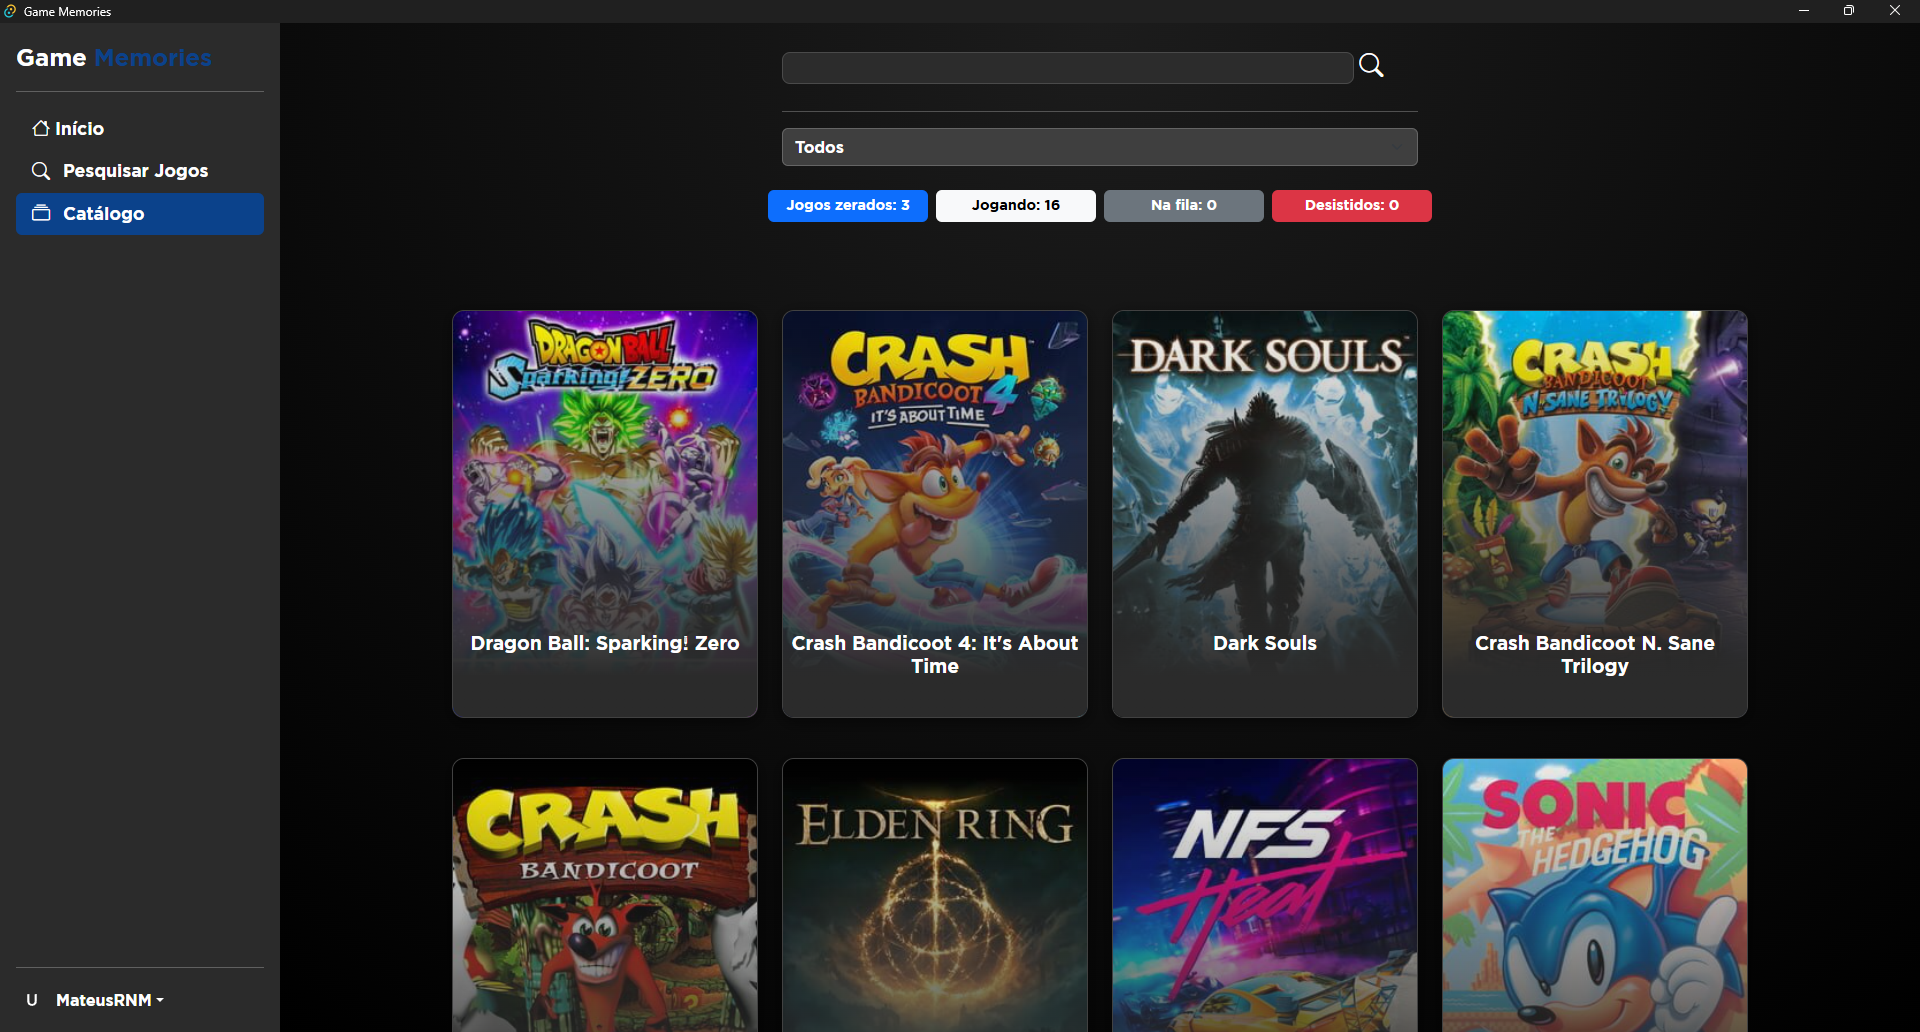 Game Memories
Game Memories
Início
Pesquisar Jogos
Catálogo
Todos
Jogos zerados: 3
Jogando: 16
Na fila: 0
Desistidos: 0
DRAGON BALL
Sparking! ZERO
Dragon Ball: Sparking! Zero
CRASH
BANDICOOT 4
IT'S ABOUT TIME
Crash Bandicoot 4: It's About
Time
DARK SOULS™
Dark Souls
CRASH
BANDICOOT
N. SANE TRILOGY
Crash Bandicoot N. Sane
Trilogy
CRASH
BANDICOOT
ELDEN RING
NFS
Heat
SONIC
THE
HEDGEHOG
U MateusRNM